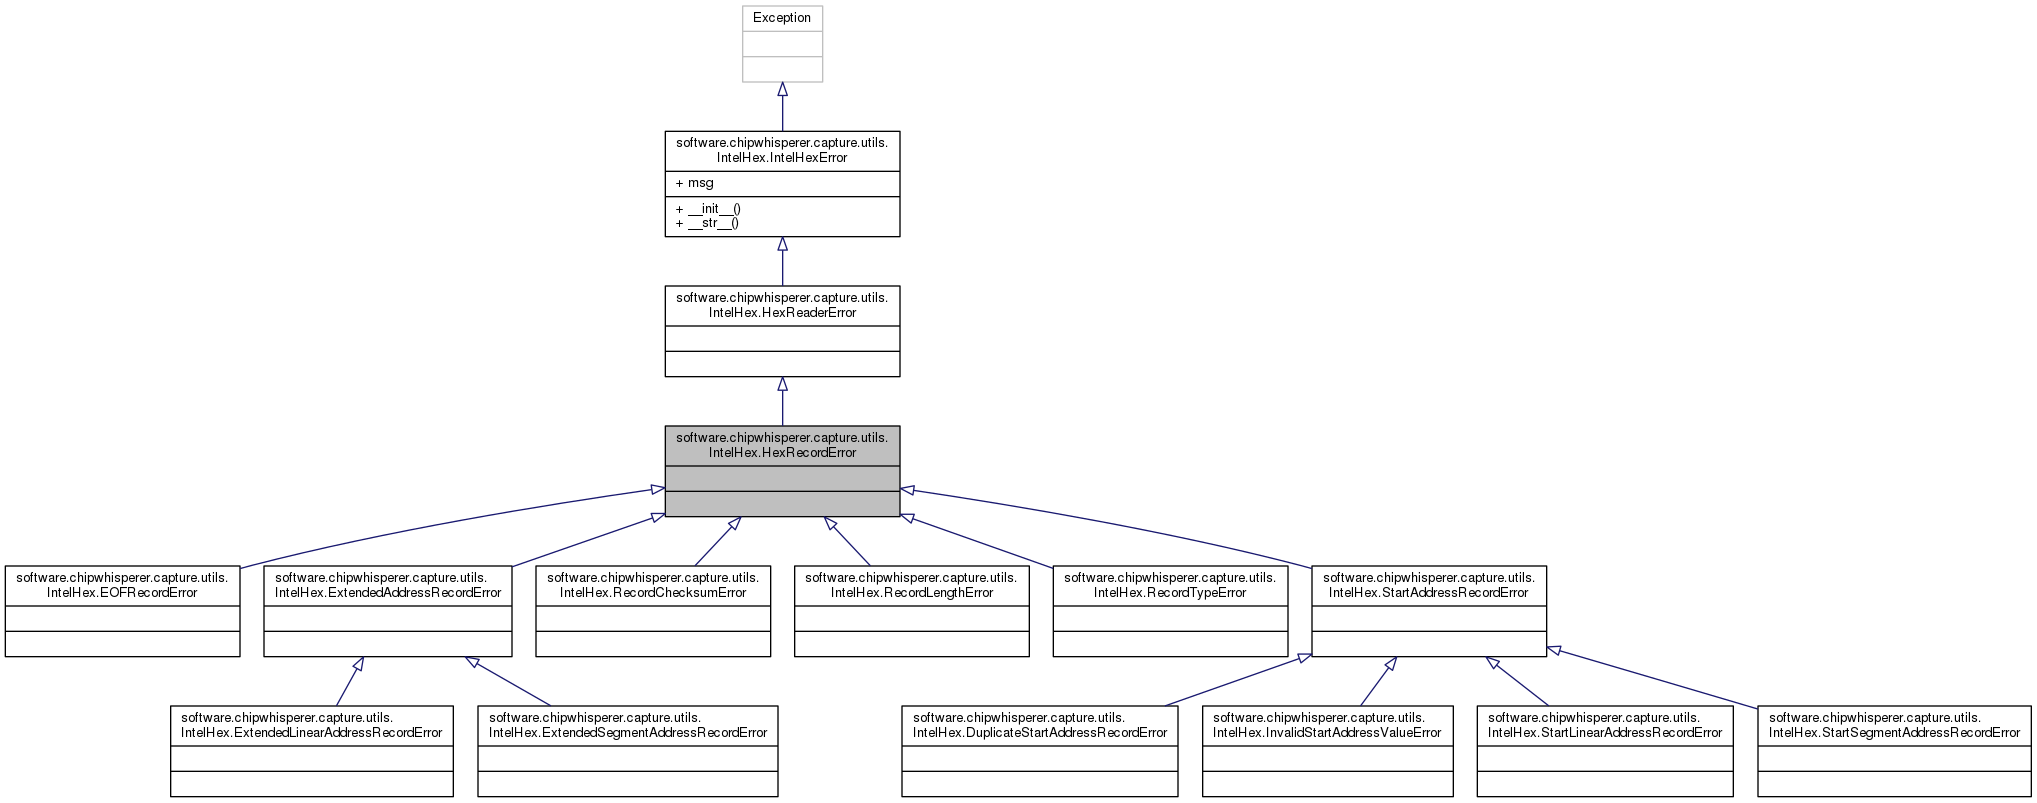 Exception
software.chipwhisperer.capture.utils.
IntelHex.IntelHexError
+ msg
+ __init__()
+ __str__()
software.chipwhisperer.capture.utils.
IntelHex.HexReaderError
software.chipwhisperer.capture.utils.
IntelHex.HexRecordError
software.chipwhisperer.capture.utils.
IntelHex.EOFRecordError
software.chipwhisperer.capture.utils.
IntelHex.ExtendedAddressRecordError
software.chipwhisperer.capture.utils.
IntelHex.RecordChecksumError
software.chipwhisperer.capture.utils.
IntelHex.RecordLengthError
software.chipwhisperer.capture.utils.
IntelHex.RecordTypeError
software.chipwhisperer.capture.utils.
IntelHex.StartAddressRecordError
software.chipwhisperer.capture.utils.
IntelHex.ExtendedLinearAddressRecordError
software.chipwhisperer.capture.utils.
IntelHex.ExtendedSegmentAddressRecordError
software.chipwhisperer.capture.utils.
IntelHex.DuplicateStartAddressRecordError
software.chipwhisperer.capture.utils.
IntelHex.InvalidStartAddressValueError
software.chipwhisperer.capture.utils.
IntelHex.StartLinearAddressRecordError
software.chipwhisperer.capture.utils.
IntelHex.StartSegmentAddressRecordError